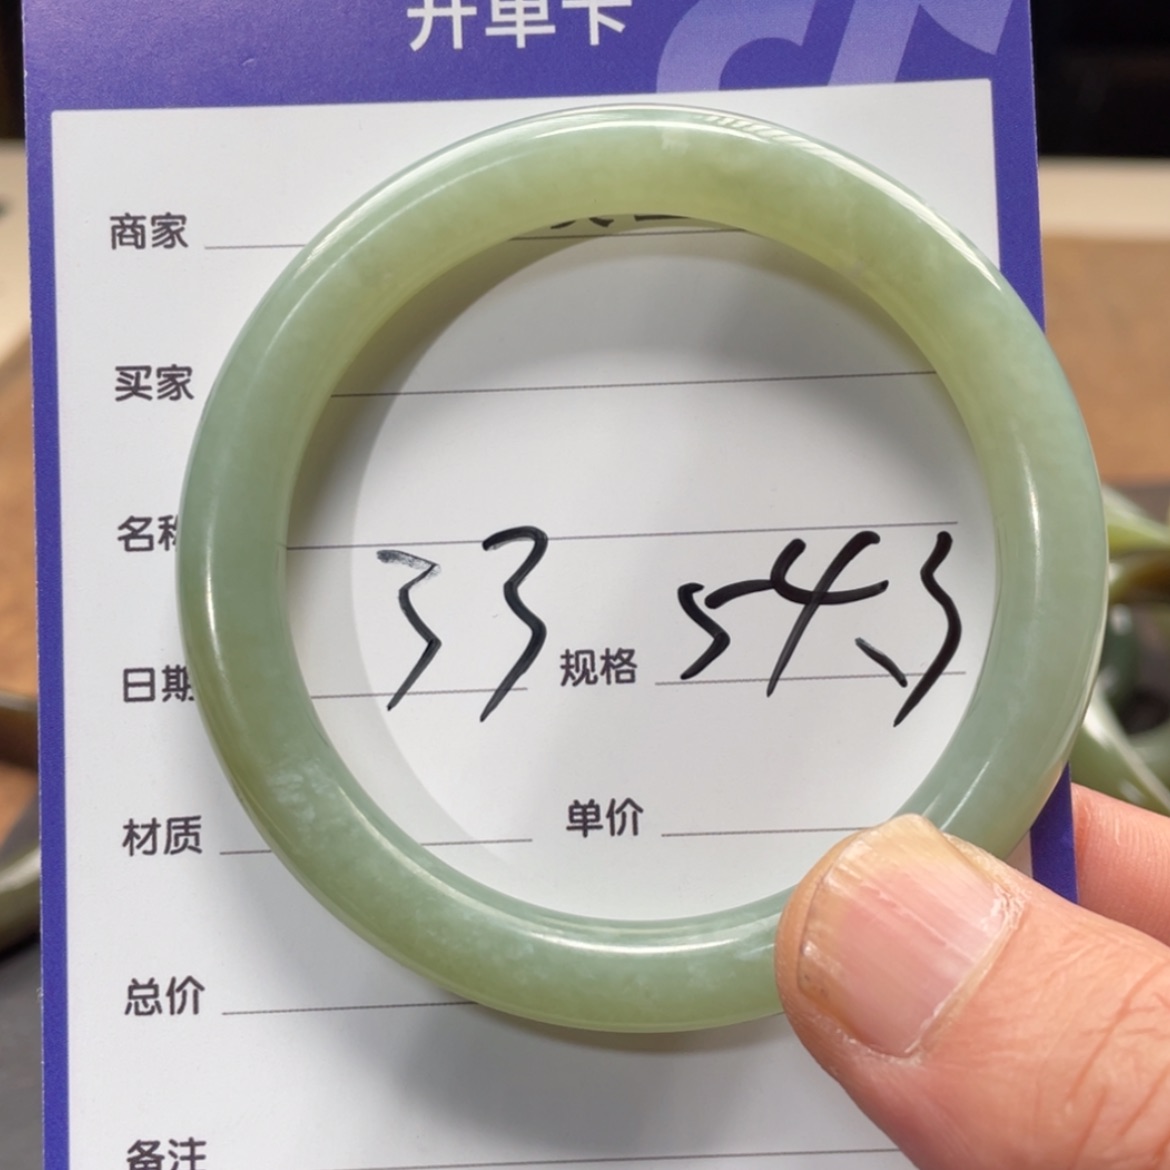 开单卡
商家
买家
名称
日期 33 规格 54.3
材质 单价
总价
备注